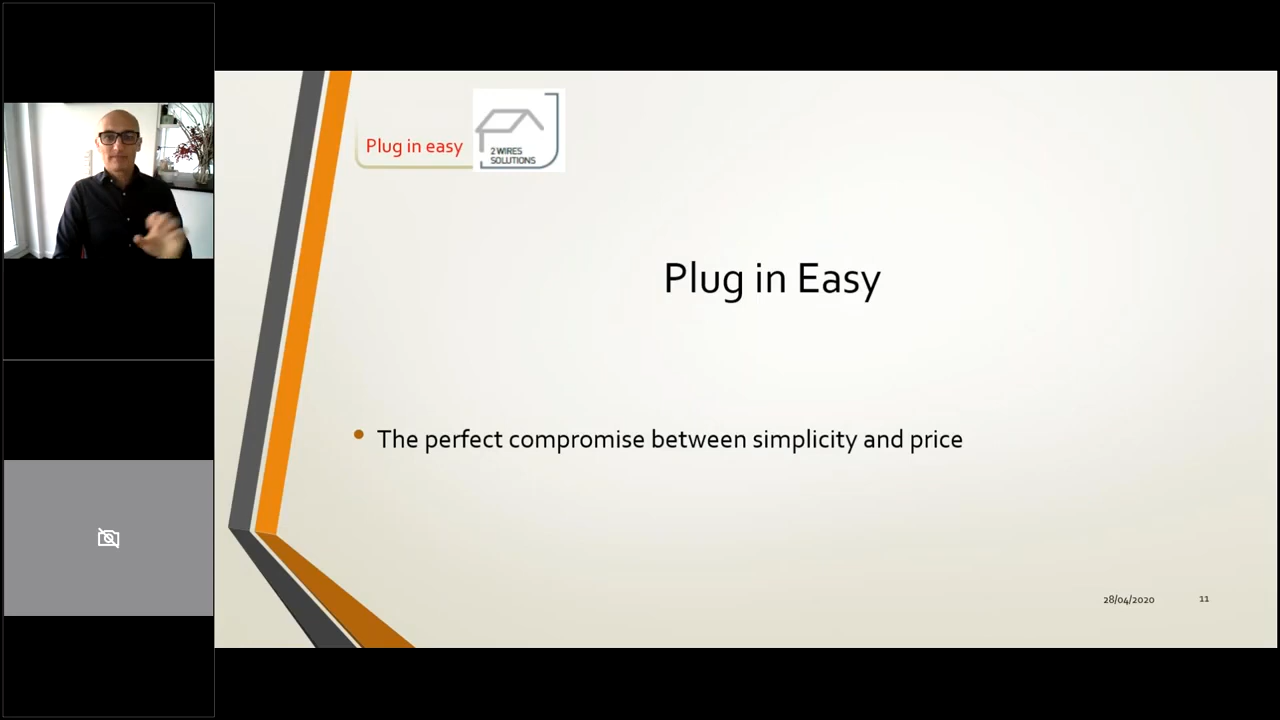 Plug in easy
2 WIRES
SOLUTIONS
Plug in Easy
The perfect compromise between simplicity and price
28/04/2020
11